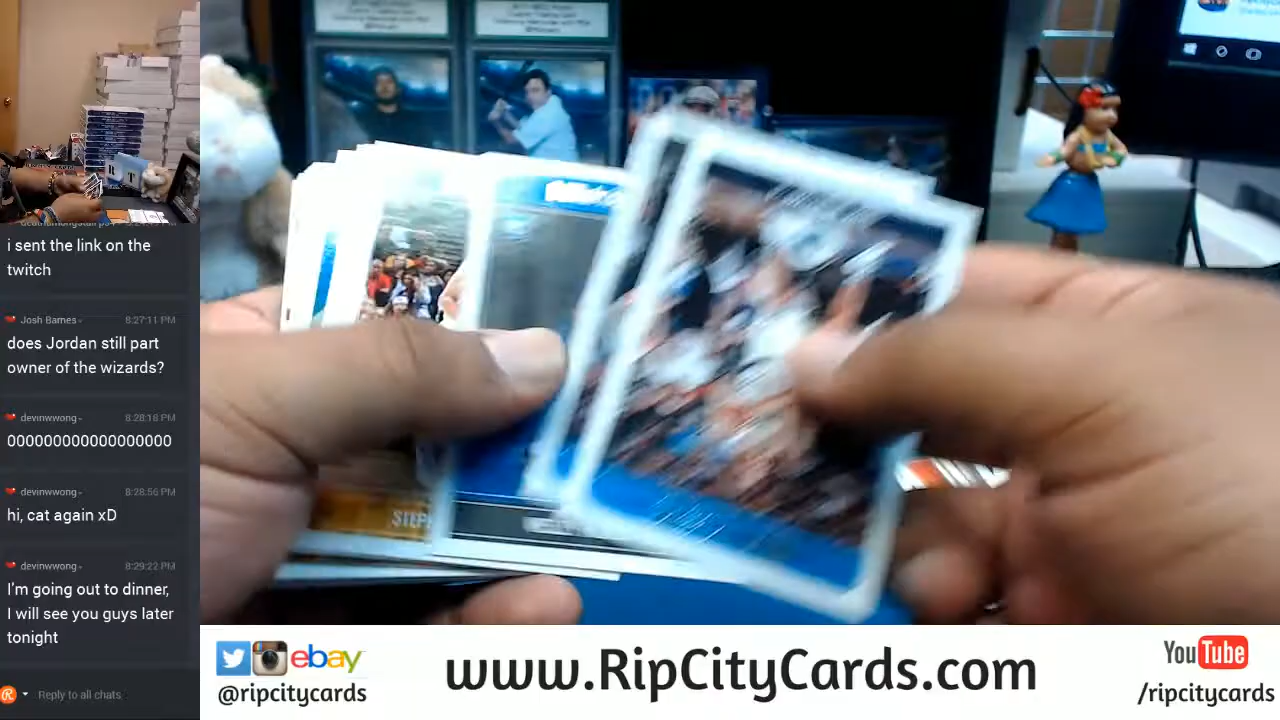 i sent the link on the
twitch
Josh Barnes 8:27:11 PM
does Jordan still part
owner of the wizards?
devinwwong 8:28:18 PM
000000000000000000
devinwwong 8:28:56 PM
hi, cat again xD
devinwwong 8:29:22 PM
I'm going out to dinner,
I will see you guys later
tonight
Reply to all chats
STEP
ebay
@ripcitycards
www.RipCityCards.com
YouTube
/ripcitycards